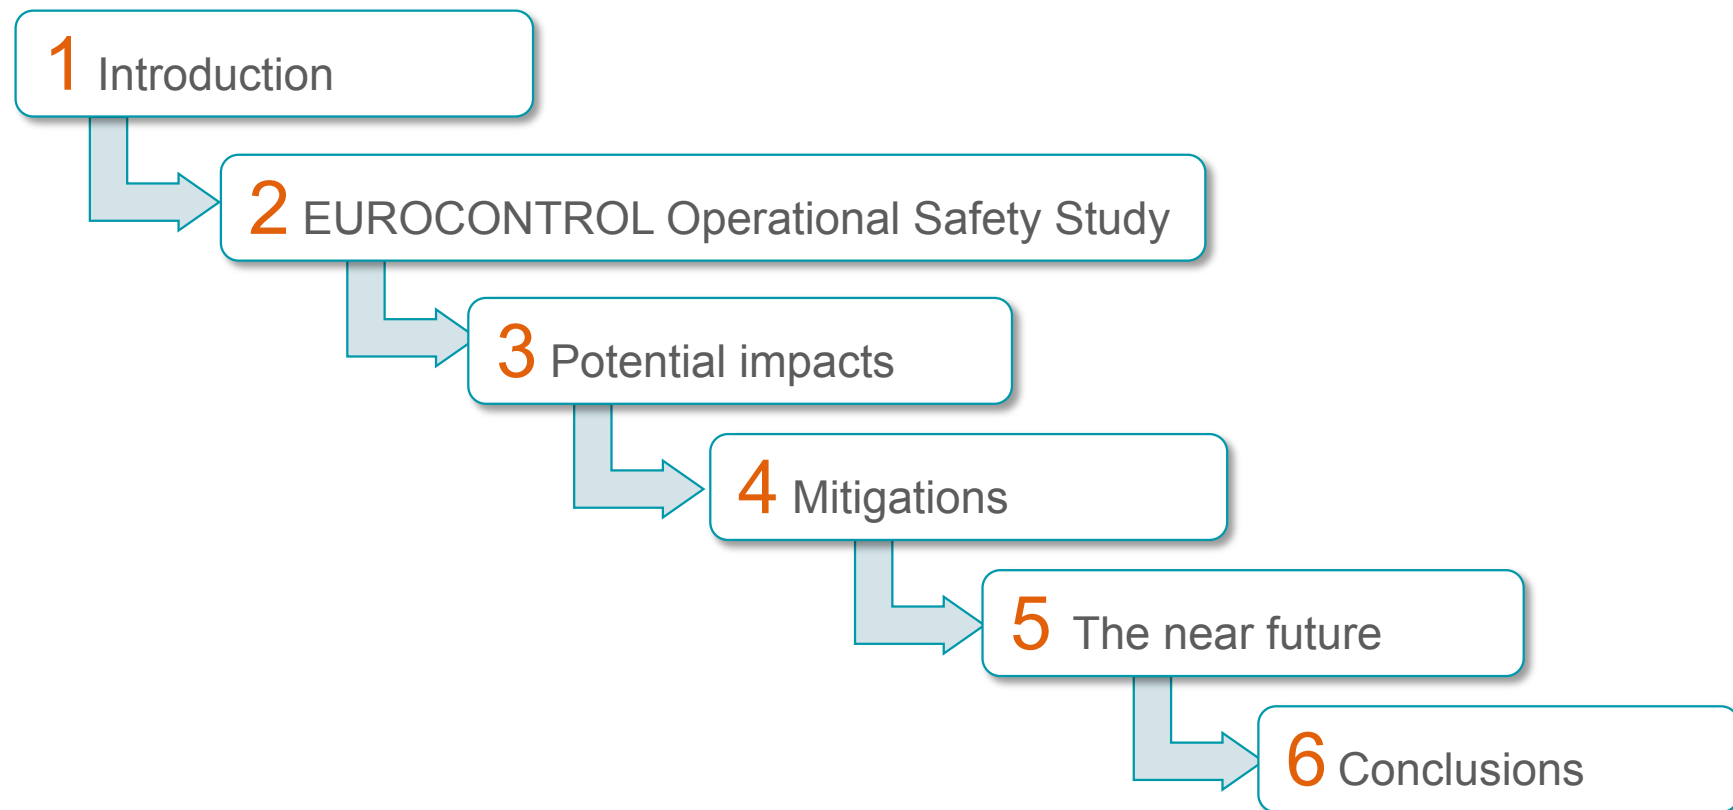 1 Introduction
2 EUROCONTROL Operational Safety Study
3 Potential impacts
4 Mitigations
5 The near future
6 Conclusions